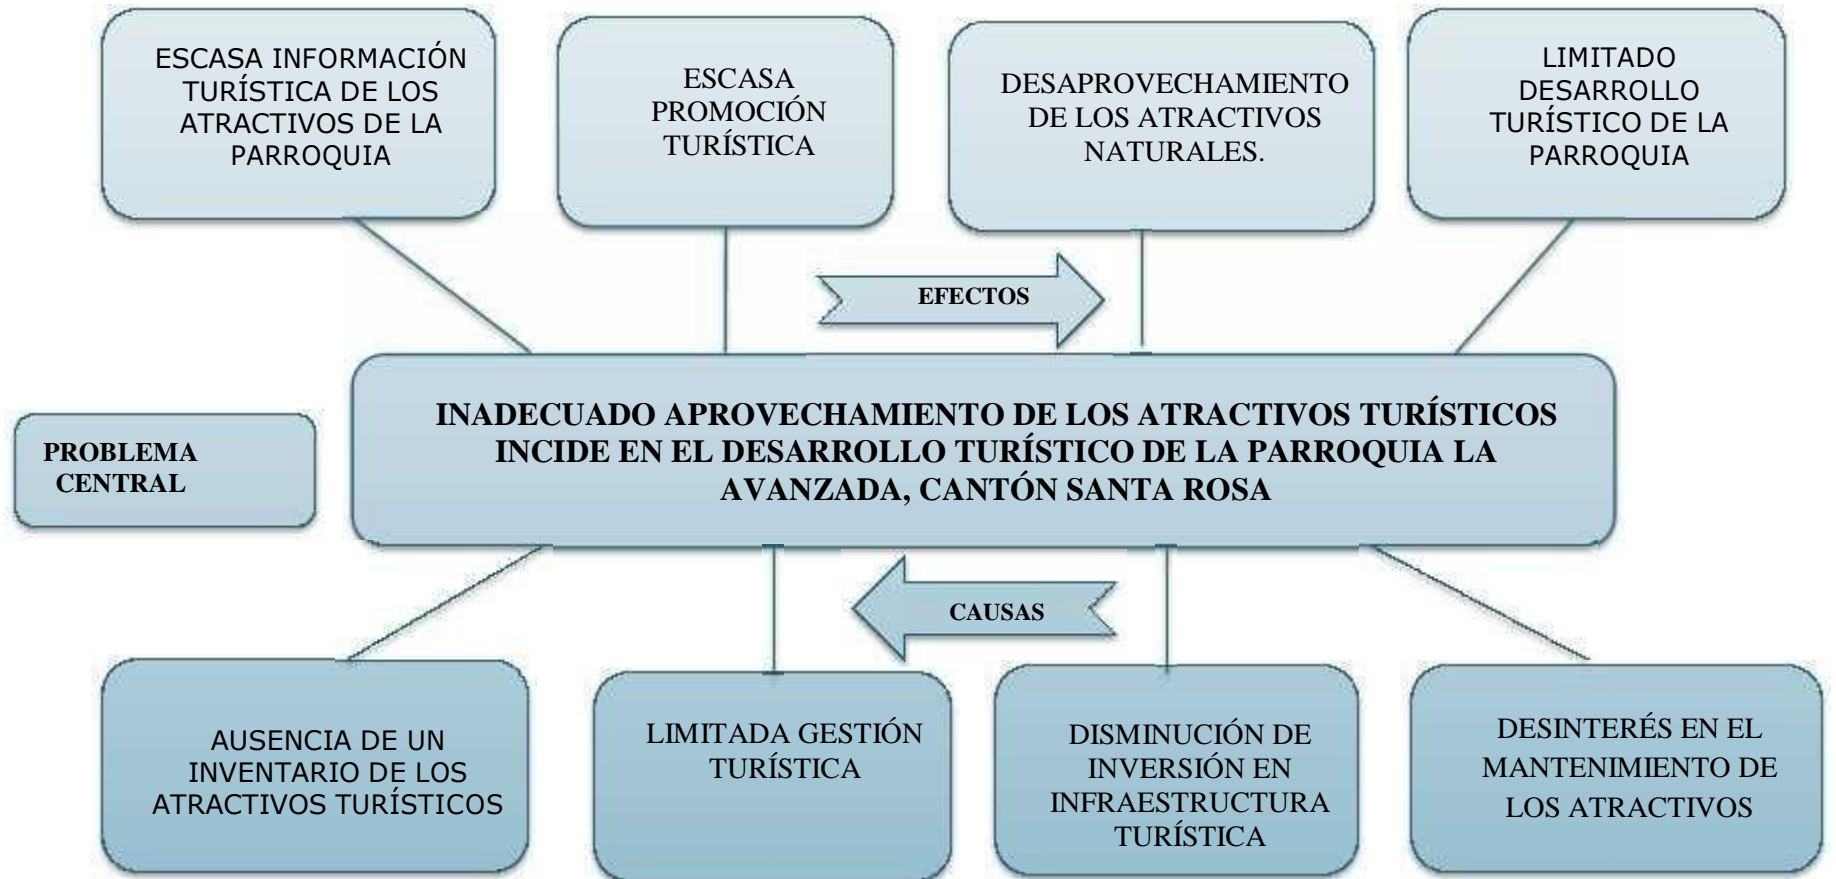 ESCASA INFORMACIÓN
TURÍSTICA DE LOS
ATRACTIVOS DE LA
PARROQUIA
ESCASA
PROMOCIÓN
TURÍSTICA
DESAPROVECHAMIENTO
DE LOS ATRACTIVOS
NATURALES.
LIMITADO
DESARROLLO
TURÍSTICO DE LA
PARROQUIA
EFECTOS
PROBLEMA
CENTRAL
INADECUADO APROVECHAMIENTO DE LOS ATRACTIVOS TURÍSTICOS
INCIDE EN EL DESARROLLO TURÍSTICO DE LA PARROQUIA LA
AVANZADA, CANTÓN SANTA ROSA
CAUSAS
AUSENCIA DE UN
INVENTARIO DE LOS
ATRACTIVOS TURÍSTICOS
LIMITADA GESTIÓN
TURÍSTICA
DISMINUCIÓN DE
INVERSIÓN EN
INFRAESTRUCTURA
TURÍSTICA
DESINTERÉS EN EL
MANTENIMIENTO DE
LOS ATRACTIVOS